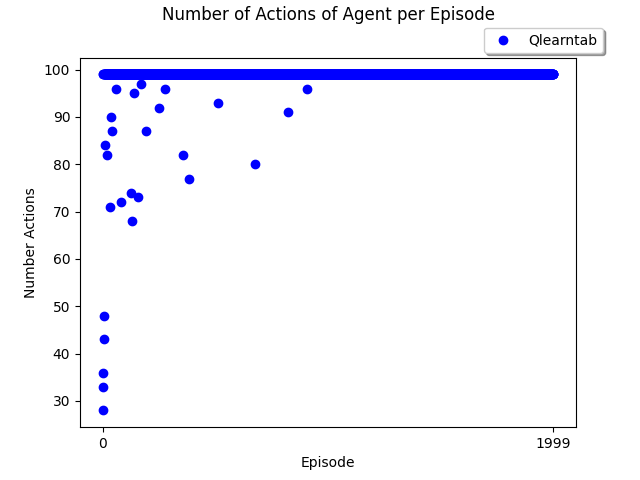 Number of Actions of Agent per Episode
Qlearntab
100
90
80
70
60
50
40
30
Number Actions
0
1999
Episode